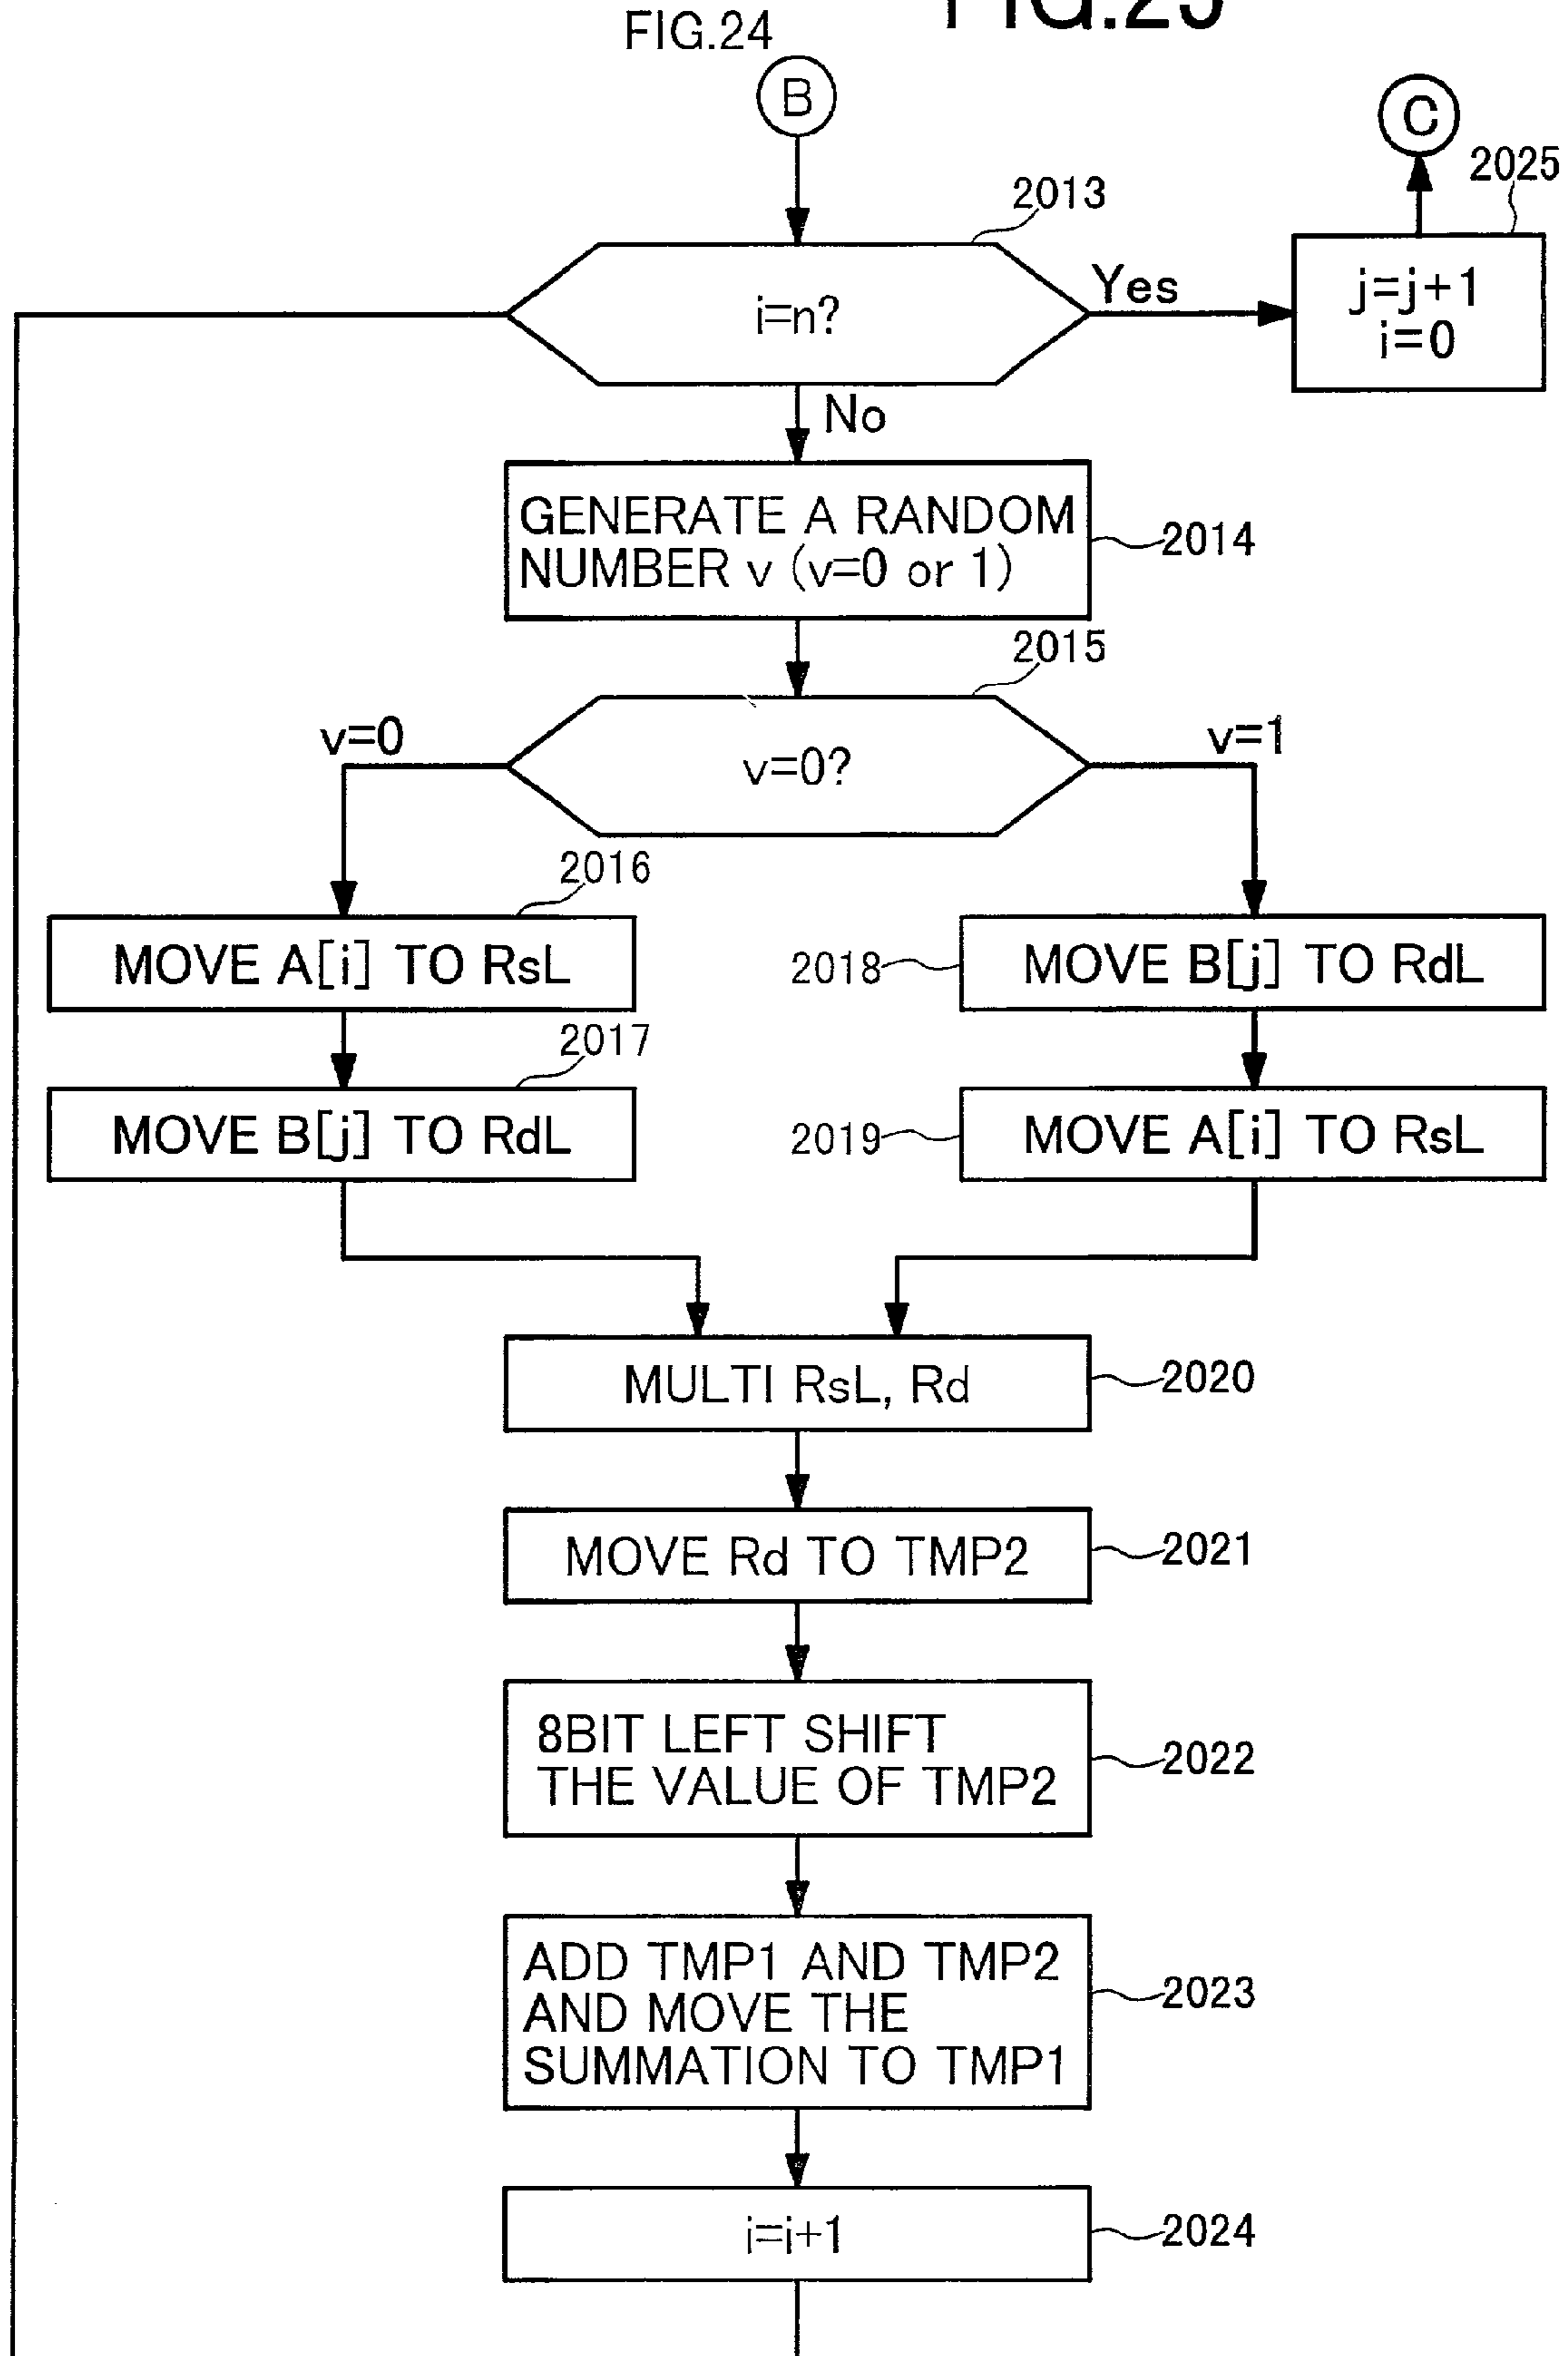 FIG.24
B
C
2025
2013
i=n?
Yes
j=j+1
i=0
No
GENERATE A RANDOM
NUMBER v (v=0 or 1)
2014
2015
v=0
v=0?
v=1
2016
MOVE A[i] TO RsL
2018
MOVE B[j] TO RdL
2017
MOVE B[j] TO RdL
2019
MOVE A[i] TO RsL
MULTI RsL, Rd
2020
MOVE Rd TO TMP2
2021
8BIT LEFT SHIFT
THE VALUE OF TMP2
2022
ADD TMP1 AND TMP2
AND MOVE THE
SUMMATION TO TMP1
2023
i=i+1
2024